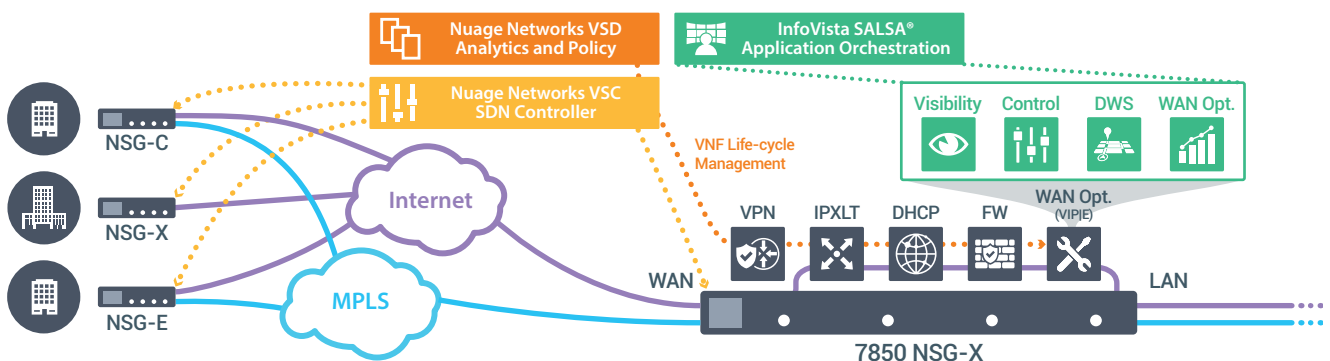 Nuage Networks VSD
Analytics and Policy
InfoVista SALSA®
Application Orchestration
Nuage Networks VSC
SDN Controller
Visibility
Control
DWS
WAN Opt.
NSG-C
VNF Life-cycle
Management
Internet
WAN Opt.
(VIPIE)
NSG-X
VPN
IPXLT
DHCP
FW
WAN
LAN
NSG-E
MPLS
7850 NSG-X